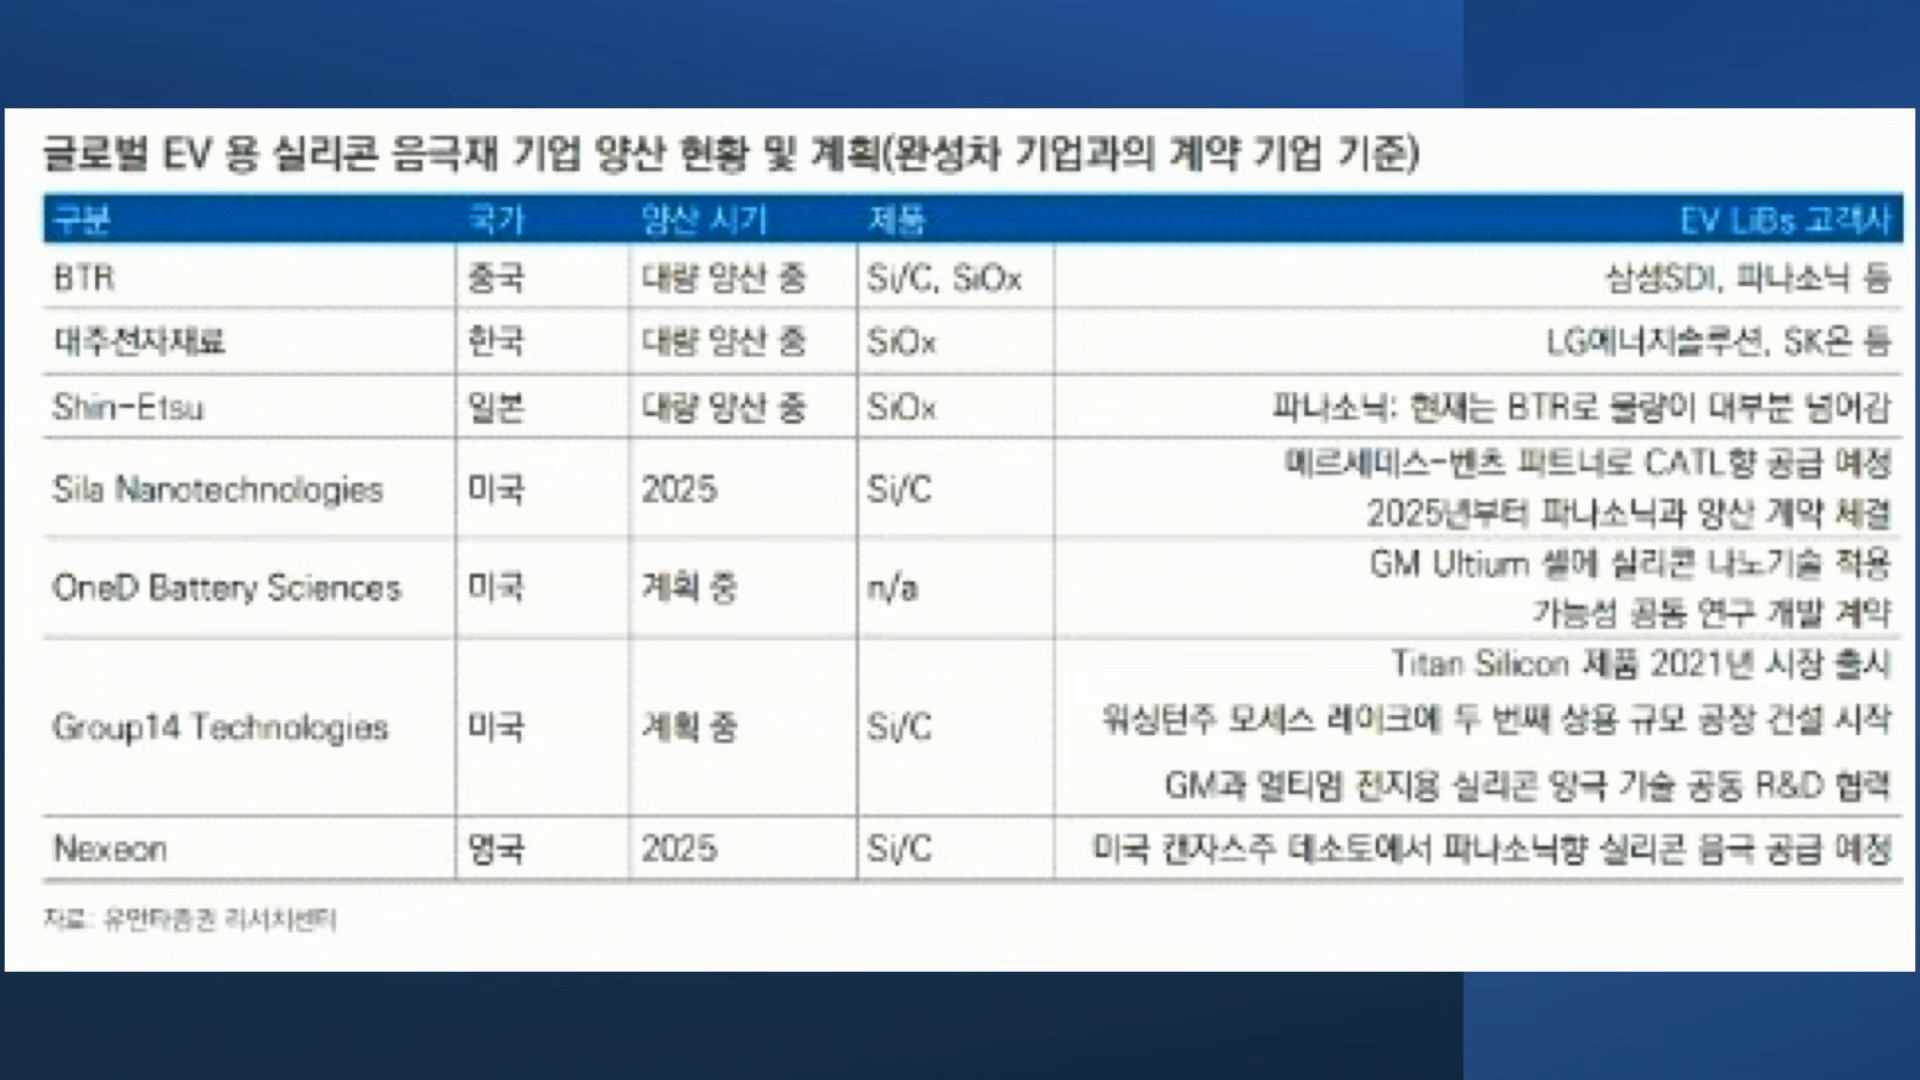 글로벌 EV 용 실리콘 음극재 기업 양산 현황 및 계획(완성차 기업과의 계약 기업 기준)
구분 국가 양산 시기 제품 EV LiBs 고객사
BTR 중국 대량 양산 중 Si/C, SiOx 삼성SDI, 파나소닉 등
대주전자재료 한국 대량 양산 중 SiOx LG에너지솔루션, SK온 등
Shin-Etsu 일본 대량 양산 중 SiOx 파나소닉: 현재는 BTR로 물량이 대부분 넘어감
Sila Nanotechnologies 미국 2025 Si/C 메르세데스-벤츠 파트너로 CATL향 공급 예정
2025년부터 파나소닉과 양산 계약 체결
OneD Battery Sciences 미국 계획 중 n/a GM Ultium 셀에 실리콘 나노기술 적용
가능성 공동 연구 개발 계약
Group14 Technologies 미국 계획 중 Si/C Titan Silicon 제품 2021년 시장 출시
워싱턴주 모세스 레이크에 두 번째 상용 규모 공장 건설 시작
GM과 얼티엄 전지용 실리콘 양극 기술 공동 R&D 협력
Nexeon 영국 2025 Si/C 미국 캔자스주 데소토에서 파나소닉향 실리콘 음극 공급 예정
자료: 유안타증권 리서치센터